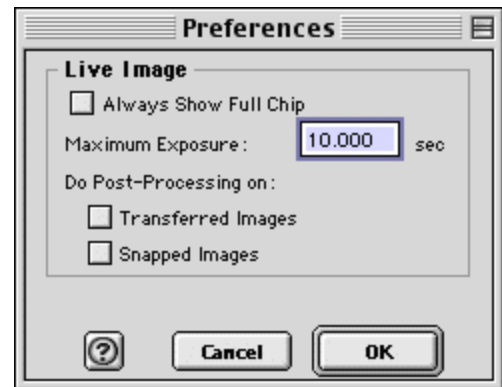 Preferences
Live Image
Always Show Full Chip
Maximum Exposure: 10.000 sec
Do Post-Processing on:
Transferred Images
Snapped Images
? Cancel OK